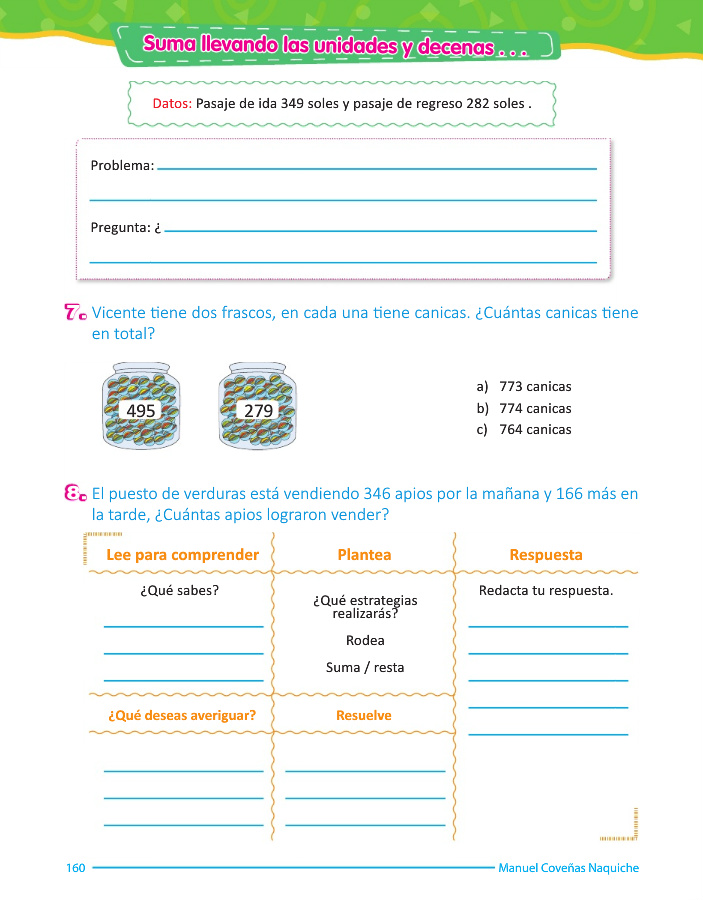 Suma llevando las unidades y decenas . . .
Datos: Pasaje de ida 349 soles y pasaje de regreso 282 soles .
Problema:
Pregunta: ¿
7. Vicente tiene dos frascos, en cada una tiene canicas. ¿Cuántas canicas tiene
en total?
495
279
a) 773 canicas
b) 774 canicas
c) 764 canicas
8. El puesto de verduras está vendiendo 346 apios por la mañana y 166 más en
la tarde, ¿Cuántas apios lograron vender?
Lee para comprender
Plantea
Respuesta
¿Qué sabes?
¿Qué estrategias
realizarás?
Rodea
Suma / resta
Redacta tu respuesta.
¿Qué deseas averiguar?
Resuelve
160
Manuel Coveñas Naquiche